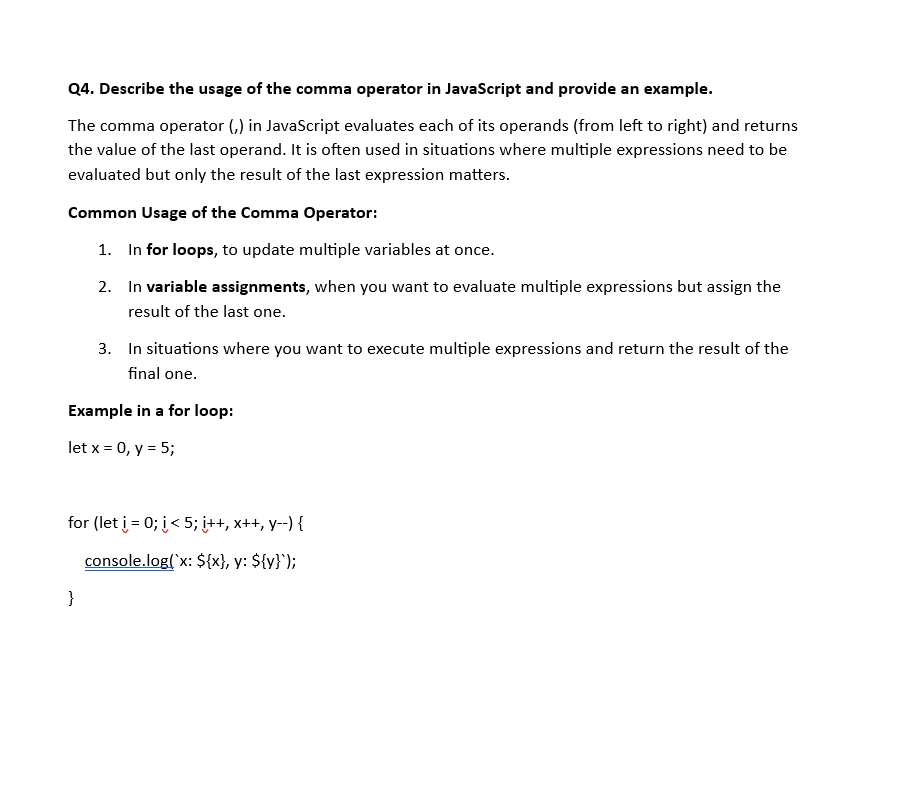 Q4. Describe the usage of the comma operator in JavaScript and provide an example.
The comma operator (,) in JavaScript evaluates each of its operands (from left to right) and returns
the value of the last operand. It is often used in situations where multiple expressions need to be
evaluated but only the result of the last expression matters.
Common Usage of the Comma Operator:
1. In for loops, to update multiple variables at once.
2. In variable assignments, when you want to evaluate multiple expressions but assign the
result of the last one.
3. In situations where you want to execute multiple expressions and return the result of the
final one.
Example in a for loop:
let x = 0, y = 5;
for (let i = 0; i < 5; i++, x++, y--) {
console.log(`x: ${x}, y: ${y}`);
}